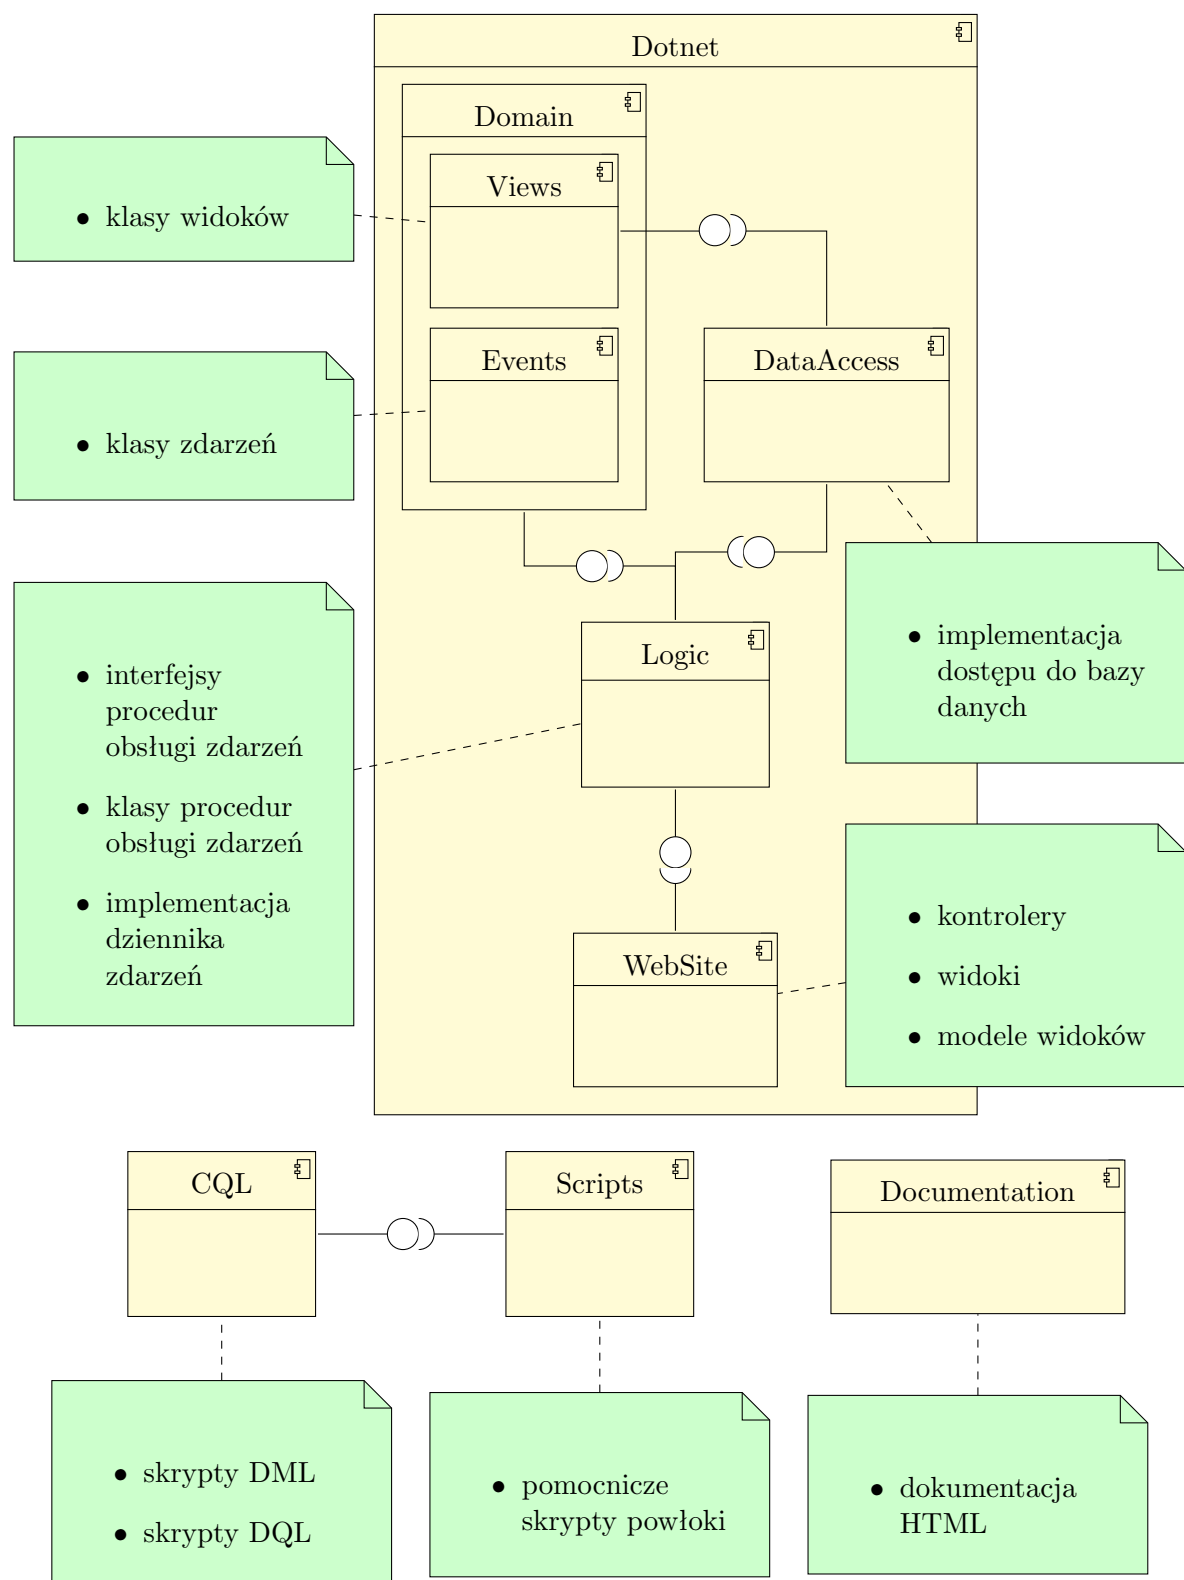 Dotnet
Domain
Views
• klasy widoków
Events
DataAccess
• klasy zdarzeń
Logic
• implementacja
dostępu do bazy
danych
• interfejsy
procedur
obsługi zdarzeń
• klasy procedur
obsługi zdarzeń
• implementacja
dziennika
zdarzeń
WebSite
• kontrolery
• widoki
• modele widoków
CQL
Scripts
Documentation
• skrypty DML
• skrypty DQL
• pomocnicze
skrypty powłoki
• dokumentacja
HTML